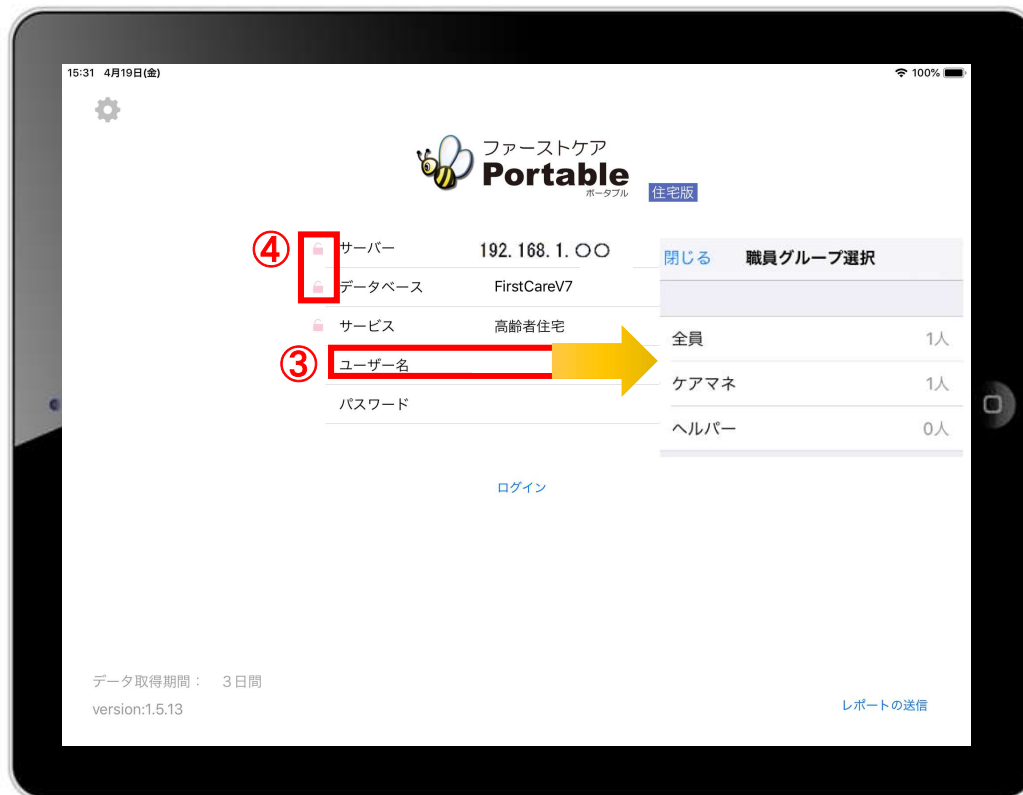 15:31 4月19日(金)
100%
ファーストケア
Portable
ポータブル
住宅版
④
サーバー 192.168.1.○○
データベース FirstCareV7
サービス 高齢者住宅
③
ユーザー名
パスワード
閉じる 職員グループ選択
全員 1人
ケアマネ 1人
ヘルパー 0人
ログイン
データ取得期間： 3日間
version:1.5.13
レポートの送信